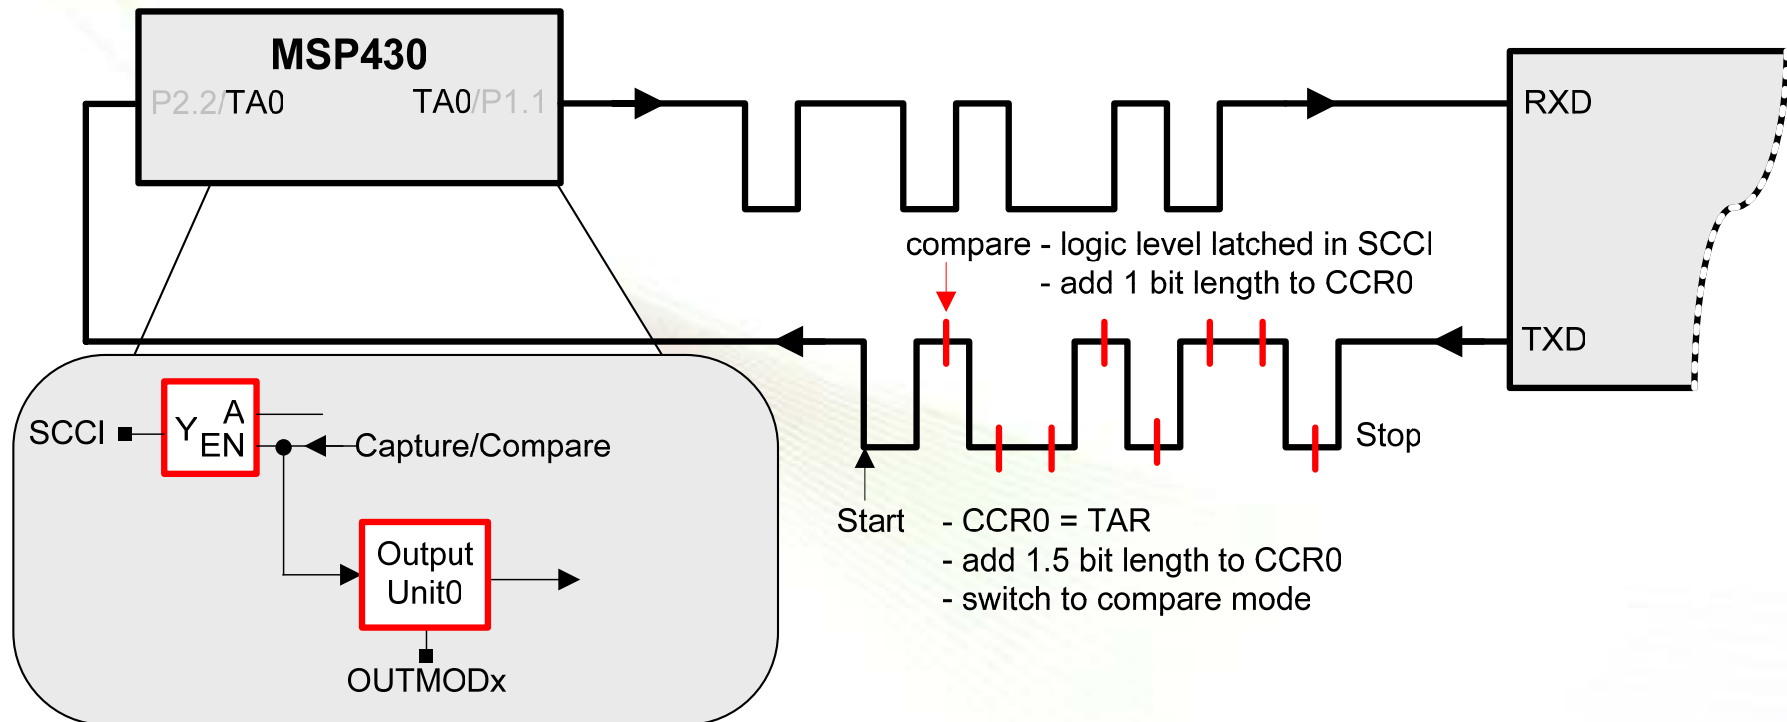 MSP430
P2.2/TA0
TA0/P1.1
RXD
compare - logic level latched in SCCI
- add 1 bit length to CCR0
TXD
SCCI
Y
A
EN
Capture/Compare
Stop
Start
- CCR0 = TAR
- add 1.5 bit length to CCR0
- switch to compare mode
Output
Unit0
OUTMODx